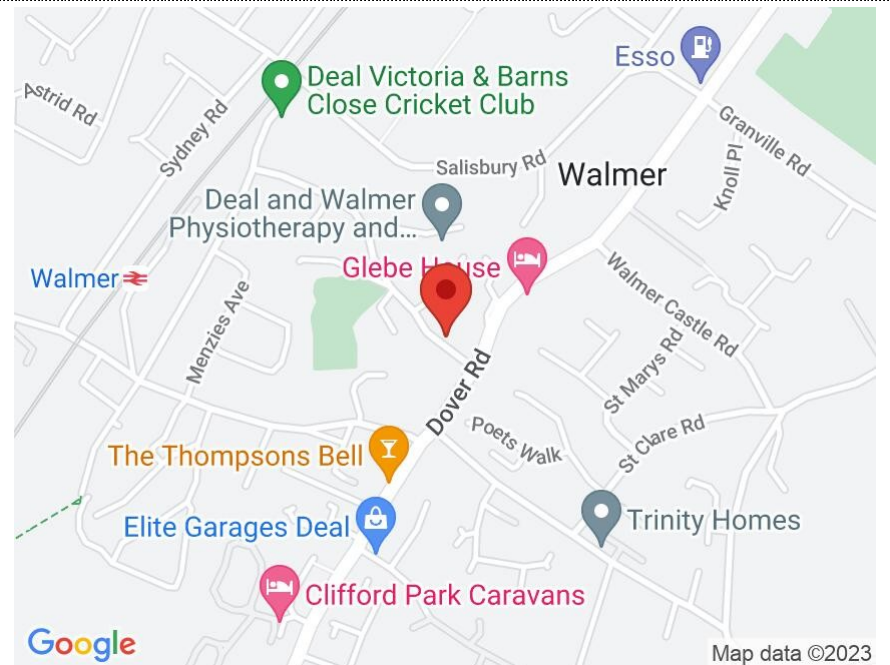 Esso
Deal Victoria & Barns
Close Cricket Club
Astrid Rd
Sydney Rd
Granville Rd
Salisbury Rd
Walmer
Knoll Pl
Deal and Walmer
Physiotherapy and...
Glebe House
Walmer
Menzies Ave
Walmer Castle Rd
St Marys Rd
Dover Rd
Poets Walk
St Clare Rd
The Thompsons Bell
Elite Garages Deal
Trinity Homes
Clifford Park Caravans
Google
Map data ©2023